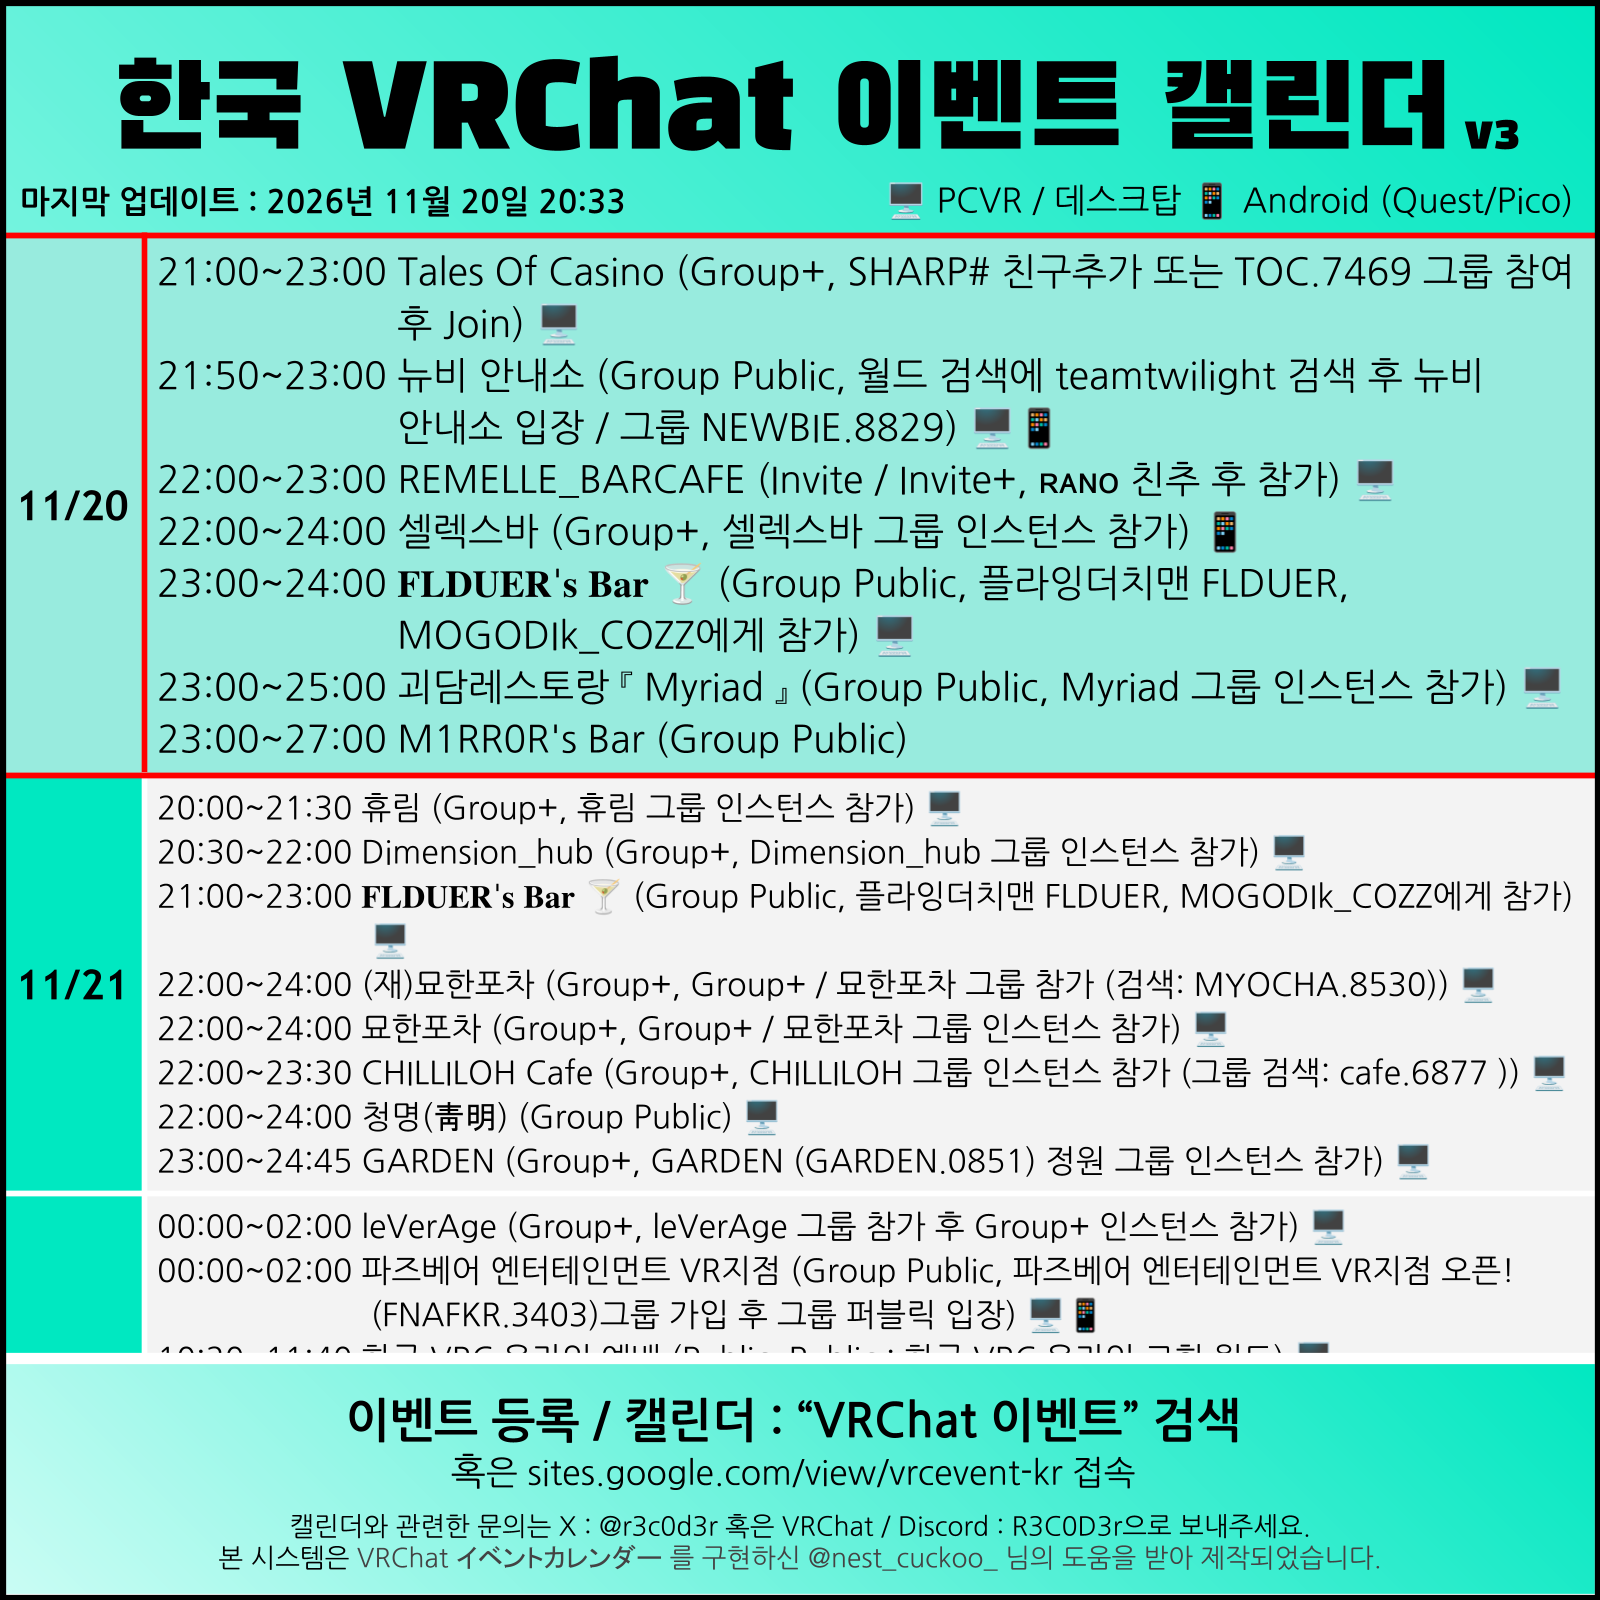 한국 VRChat 이벤트 캘린더 v3
마지막 업데이트 : 2026년 11월 20일 20:33
🖥️ PCVR / 데스크탑 📱 Android (Quest/Pico)
11/20
21:00~23:00 Tales Of Casino (Group+, SHARP# 친구추가 또는 TOC.7469 그룹 참여
후 Join) 🖥️
21:50~23:00 뉴비 안내소 (Group Public, 월드 검색에 teamtwilight 검색 후 뉴비
안내소 입장 / 그룹 NEWBIE.8829) 🖥️📱
22:00~23:00 REMELLE_BARCAFE (Invite / Invite+, ʀᴀɴᴏ 친추 후 참가) 🖥️
22:00~24:00 셀렉스바 (Group+, 셀렉스바 그룹 인스턴스 참가) 📱
23:00~24:00 𝐅𝐋𝐃𝐔𝐄𝐑'𝐬 𝐁𝐚𝐫 🍸 (Group Public, 플라잉더치맨 FLDUER,
MOGODIk_COZZ에게 참가) 🖥️
23:00~25:00 괴담레스토랑『 Myriad 』(Group Public, Myriad 그룹 인스턴스 참가) 🖥️
23:00~27:00 M1RR0R's Bar (Group Public)
11/21
20:00~21:30 휴림 (Group+, 휴림 그룹 인스턴스 참가) 🖥️
20:30~22:00 Dimension_hub (Group+, Dimension_hub 그룹 인스턴스 참가) 🖥️
21:00~23:00 𝐅𝐋𝐃𝐔𝐄𝐑'𝐬 𝐁𝐚𝐫 🍸 (Group Public, 플라잉더치맨 FLDUER, MOGODIk_COZZ에게 참가)
🖥️
22:00~24:00 (재)묘한포차 (Group+, Group+ / 묘한포차 그룹 참가 (검색: MYOCHA.8530)) 🖥️
22:00~24:00 묘한포차 (Group+, Group+ / 묘한포차 그룹 인스턴스 참가) 🖥️
22:00~23:30 CHILLILOH Cafe (Group+, CHILLILOH 그룹 인스턴스 참가 (그룹 검색: cafe.6877 )) 🖥️
22:00~24:00 청명(靑明) (Group Public) 🖥️
23:00~24:45 GARDEN (Group+, GARDEN (GARDEN.0851) 정원 그룹 인스턴스 참가) 🖥️
00:00~02:00 leVerAge (Group+, leVerAge 그룹 참가 후 Group+ 인스턴스 참가) 🖥️
00:00~02:00 파즈베어 엔터테인먼트 VR지점 (Group Public, 파즈베어 엔터테인먼트 VR지점 오픈!
(FNAFKR.3403)그룹 가입 후 그룹 퍼블릭 입장) 🖥️📱
이벤트 등록 / 캘린더 : “VRChat 이벤트” 검색
혹은 sites.google.com/view/vrcevent-kr 접속
캘린더와 관련한 문의는 X : @r3c0d3r 혹은 VRChat / Discord : R3C0D3r으로 보내주세요.
본 시스템은 VRChat イベントカレンダー 를 구현하신 @nest_cuckoo_ 님의 도움을 받아 제작되었습니다.